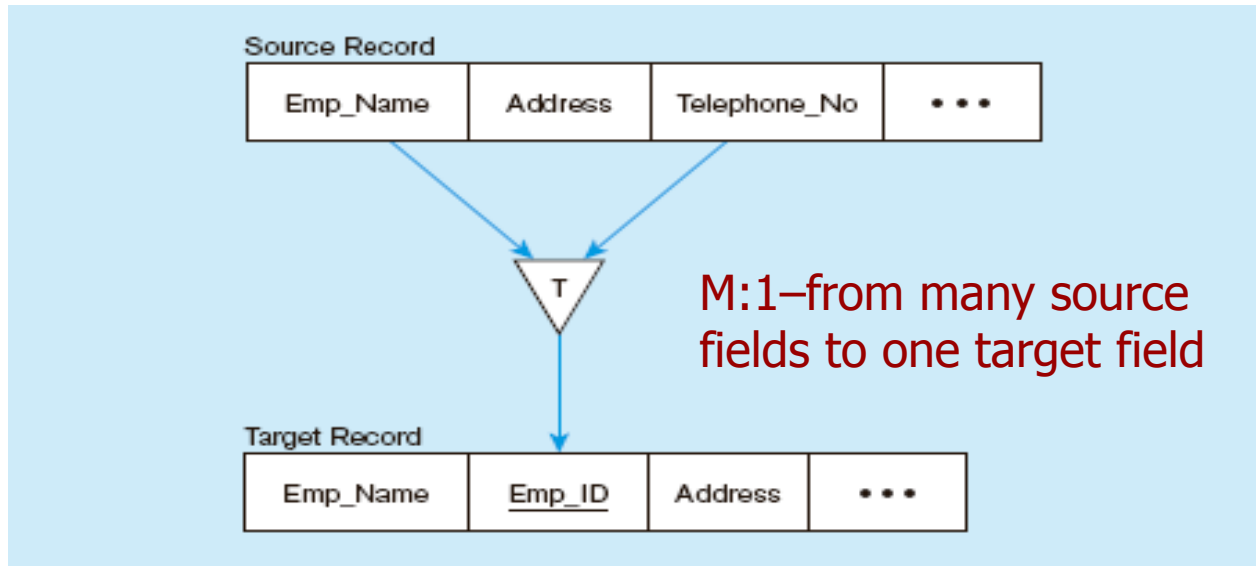 Source Record
Emp_Name Address Telephone_No •••
T
M:1–from many source
fields to one target field
Target Record
Emp_Name Emp_ID Address •••